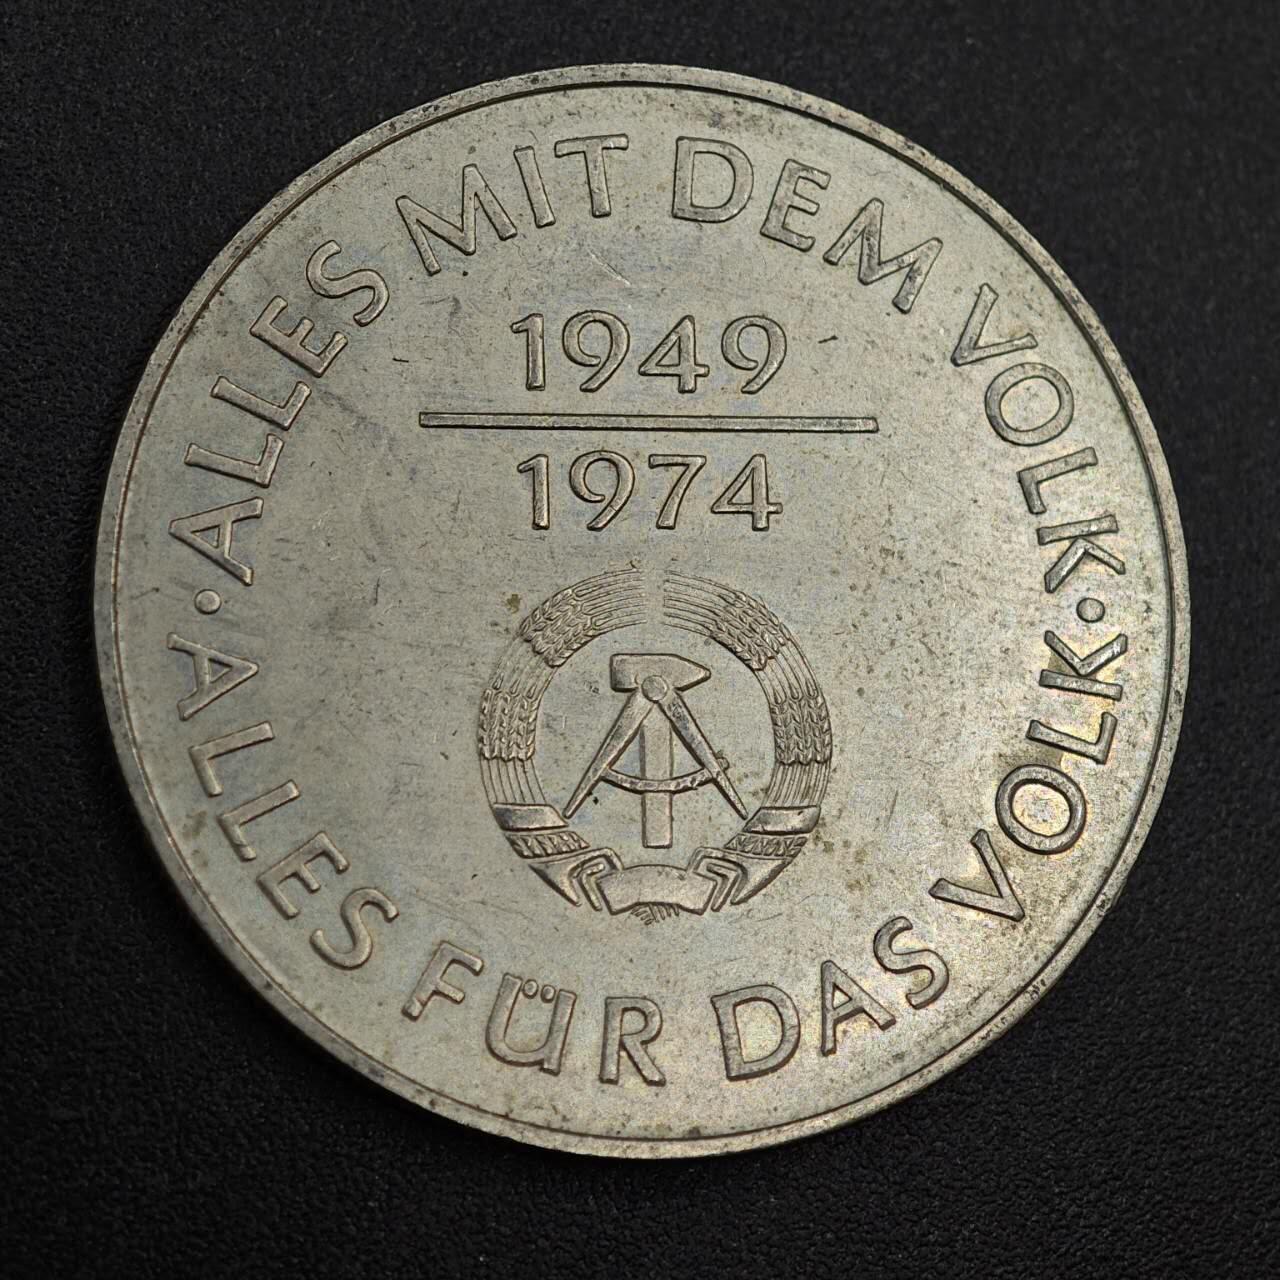 ALLES MIT DEM VOLK
1949
1974
ALLES FÜR DAS VOLK